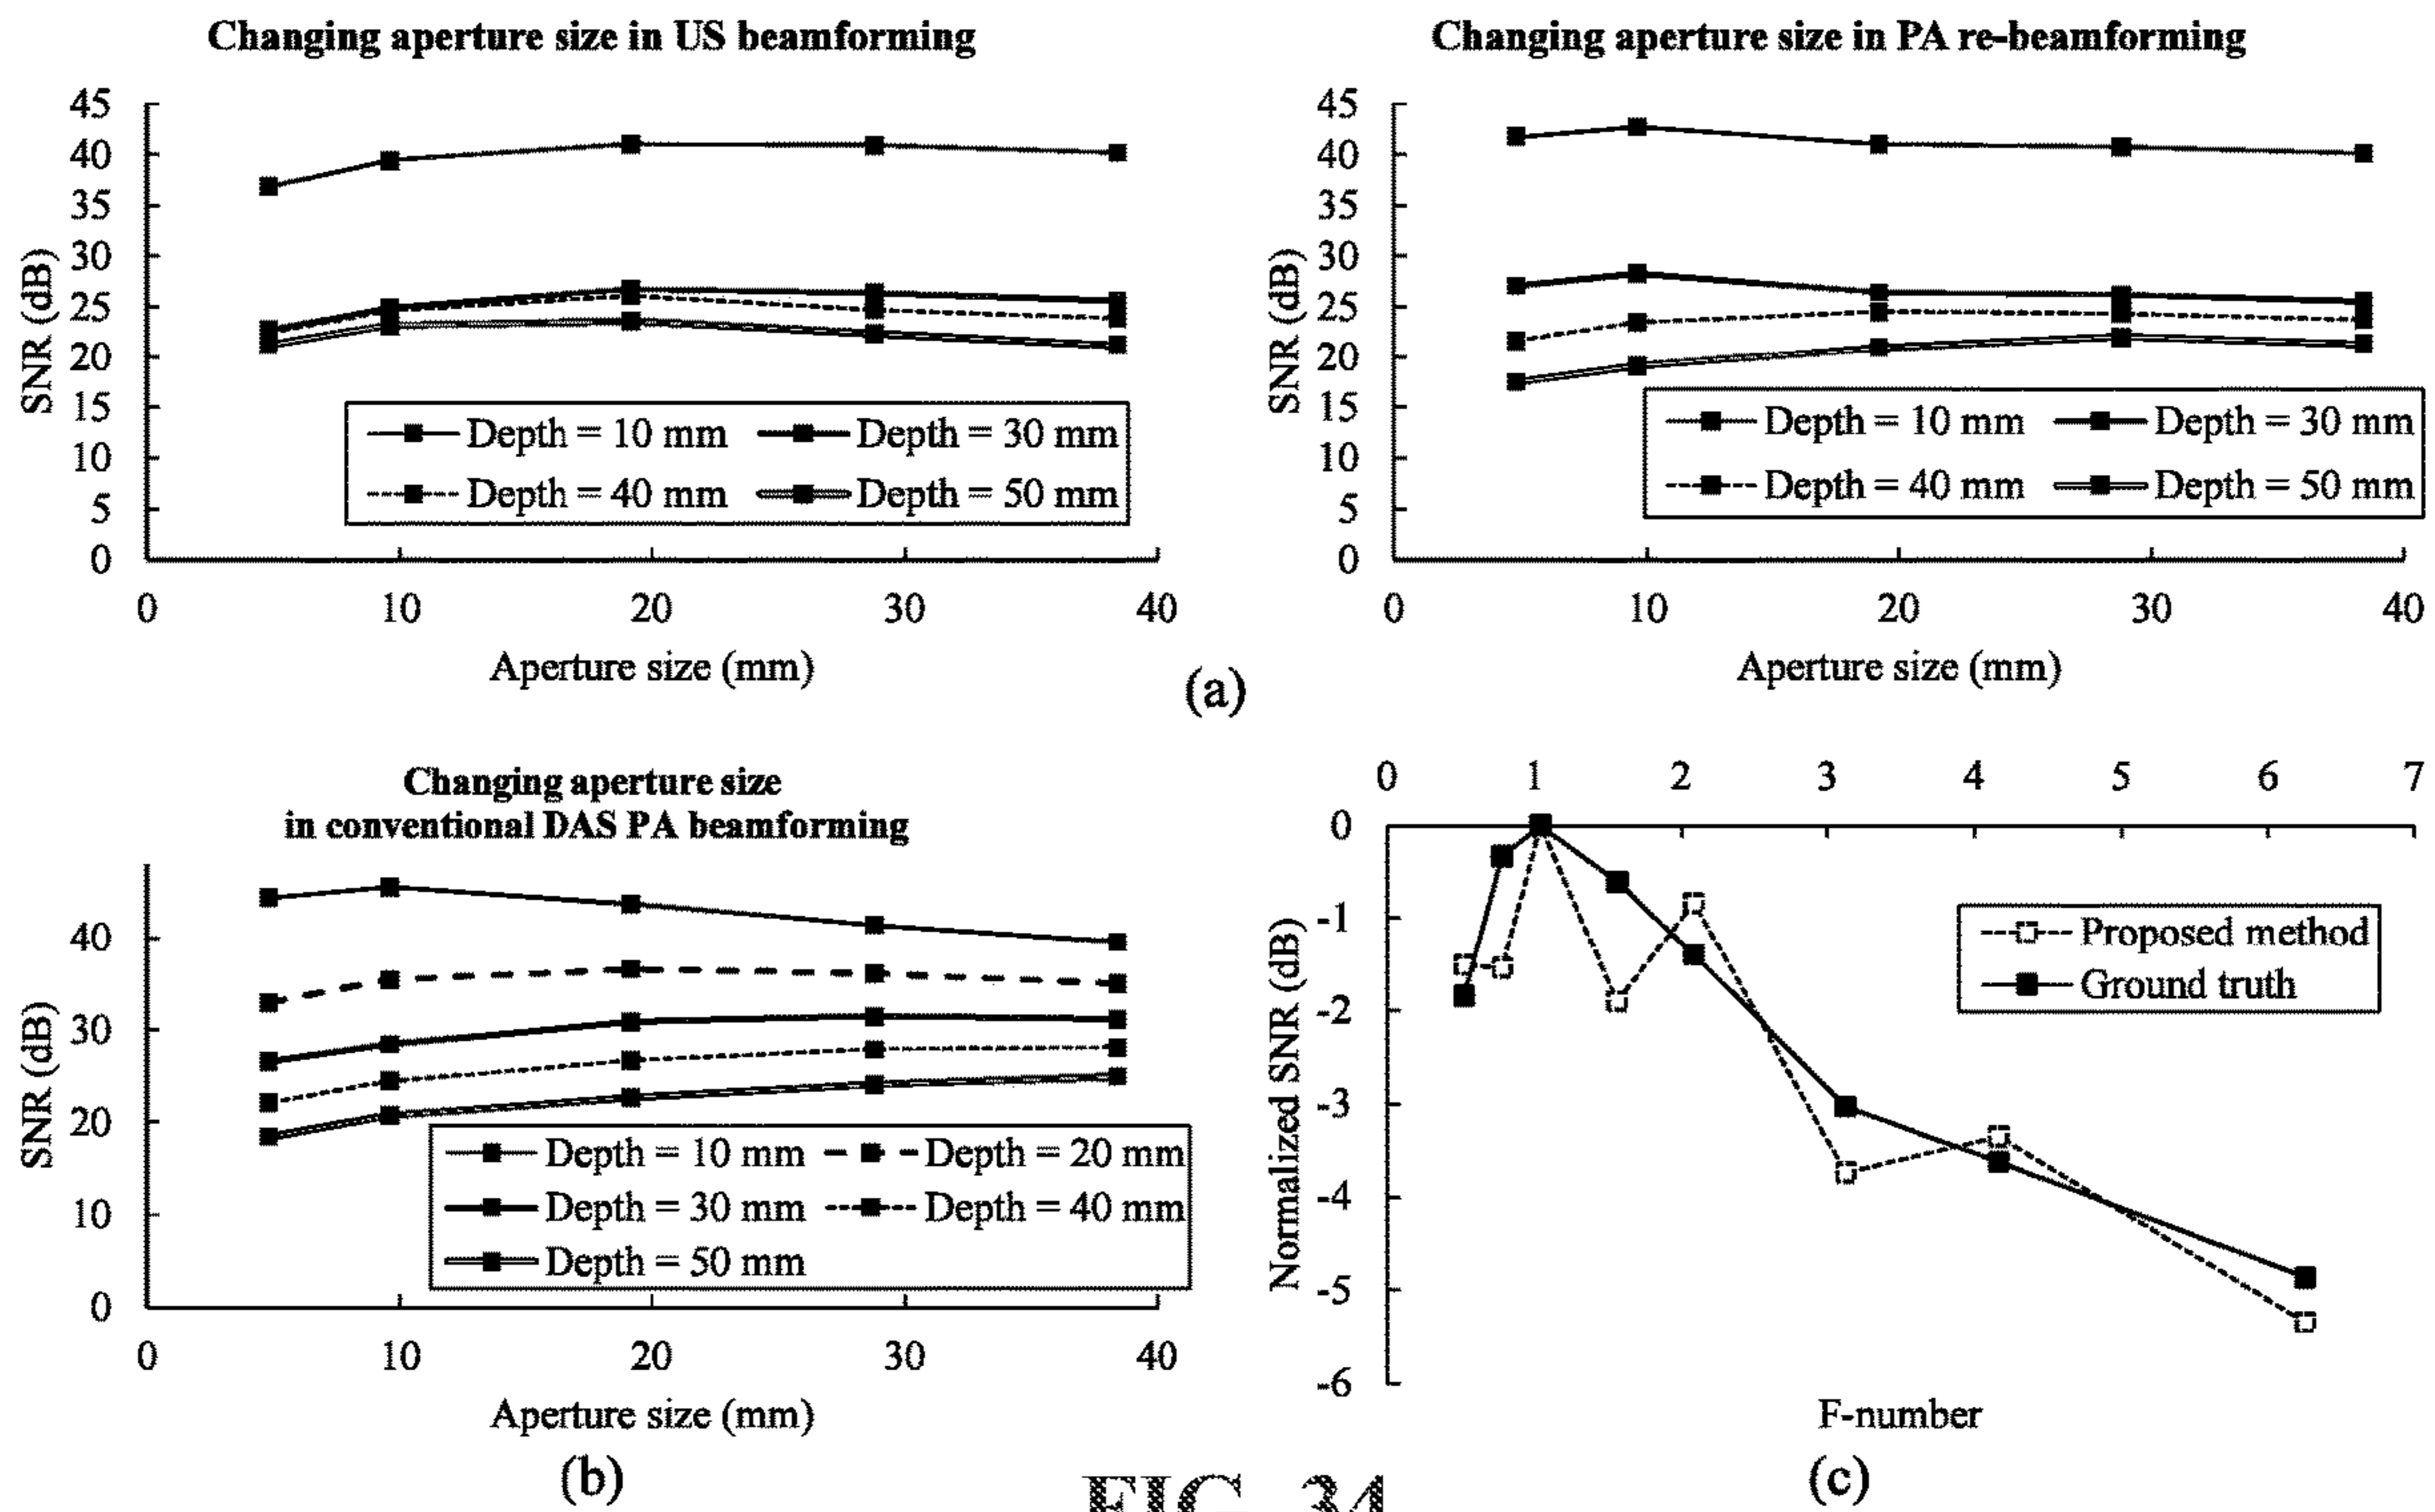 Changing aperture size in US beamforming
45
40
35
30
25
20
15
10
5
0
SNR (dB)
Depth = 10 mm
Depth = 30 mm
Depth = 40 mm
Depth = 50 mm
0 10 20 30 40
Aperture size (mm)
Changing aperture size in PA re-beamforming
45
40
35
30
25
20
15
10
5
0
SNR (dB)
Depth = 10 mm
Depth = 30 mm
Depth = 40 mm
Depth = 50 mm
0 10 20 30 40
Aperture size (mm)
(a)
Changing aperture size
in conventional DAS PA beamforming
40
30
20
10
0
SNR (dB)
Depth = 10 mm
Depth = 20 mm
Depth = 30 mm
Depth = 40 mm
Depth = 50 mm
0 10 20 30 40
Aperture size (mm)
(b)
0 1 2 3 4 5 6 7
0
-1
-2
-3
-4
-5
-6
Normalized SNR (dB)
Proposed method
Ground truth
F-number
(c)
FIG. 34